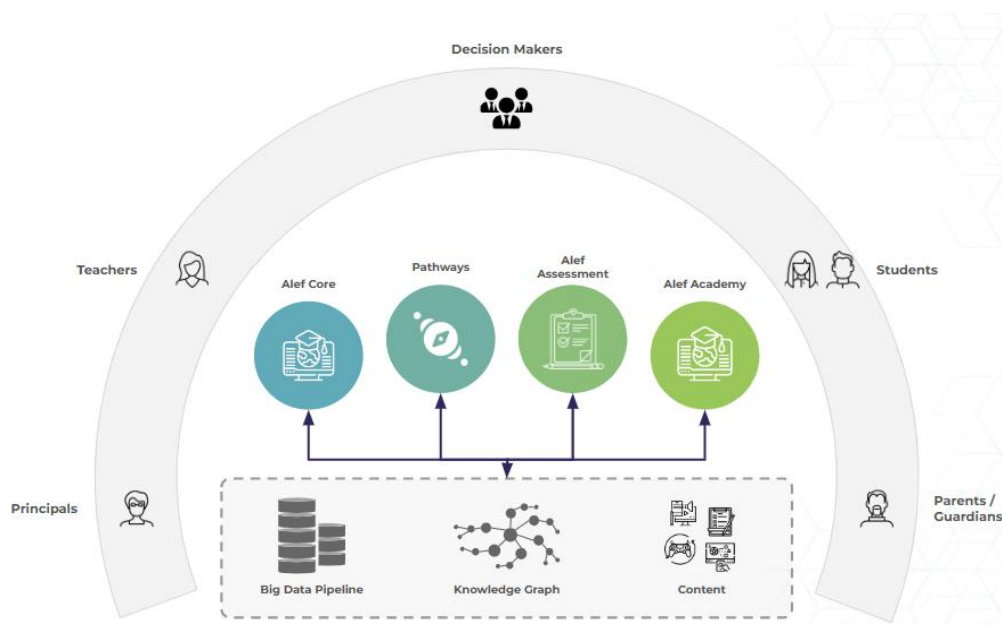 Decision Makers
Teachers
Students
Alef Core
Pathways
Alef
Assessment
Alef Academy
Principals
Parents /
Guardians
Big Data Pipeline
Knowledge Graph
Content